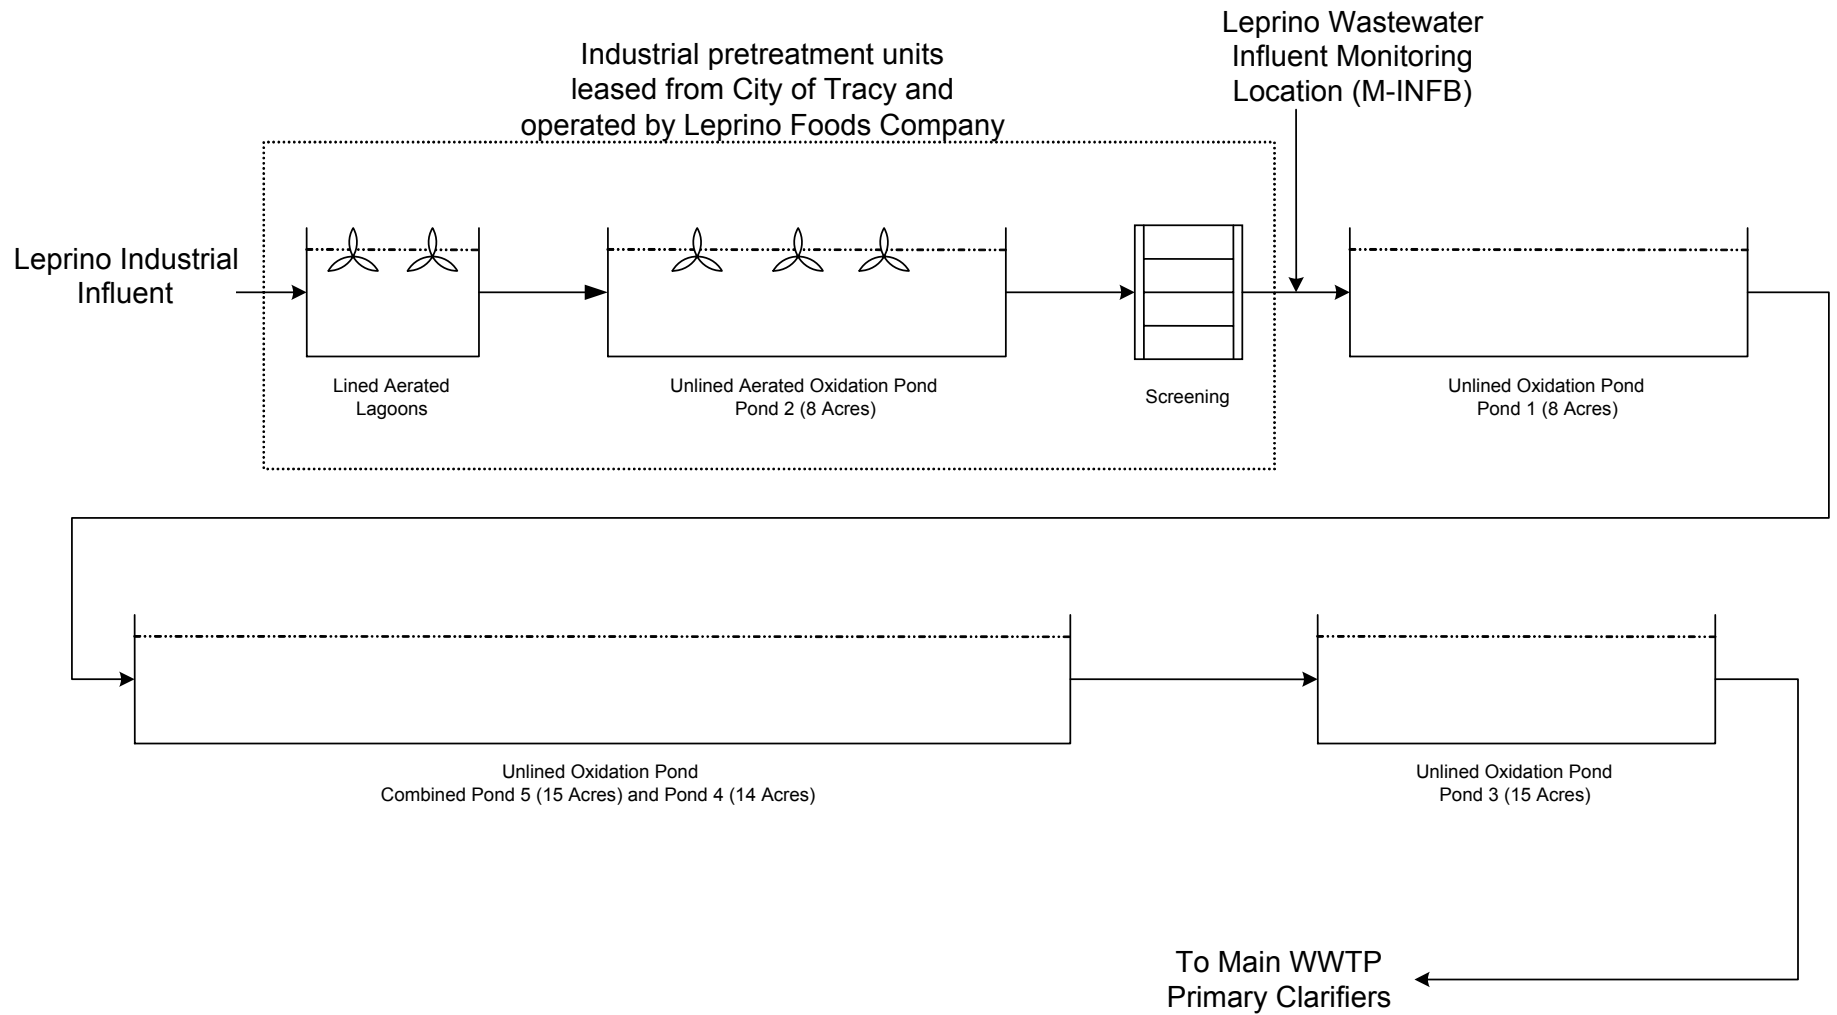 Leprino Wastewater
Influent Monitoring
Location (M-INFB)
Industrial pretreatment units
leased from City of Tracy and
operated by Leprino Foods Company
Leprino Industrial
Influent
Lined Aerated
Lagoons
Unlined Aerated Oxidation Pond
Pond 2 (8 Acres)
Screening
Unlined Oxidation Pond
Pond 1 (8 Acres)
Unlined Oxidation Pond
Combined Pond 5 (15 Acres) and Pond 4 (14 Acres)
Unlined Oxidation Pond
Pond 3 (15 Acres)
To Main WWTP
Primary Clarifiers